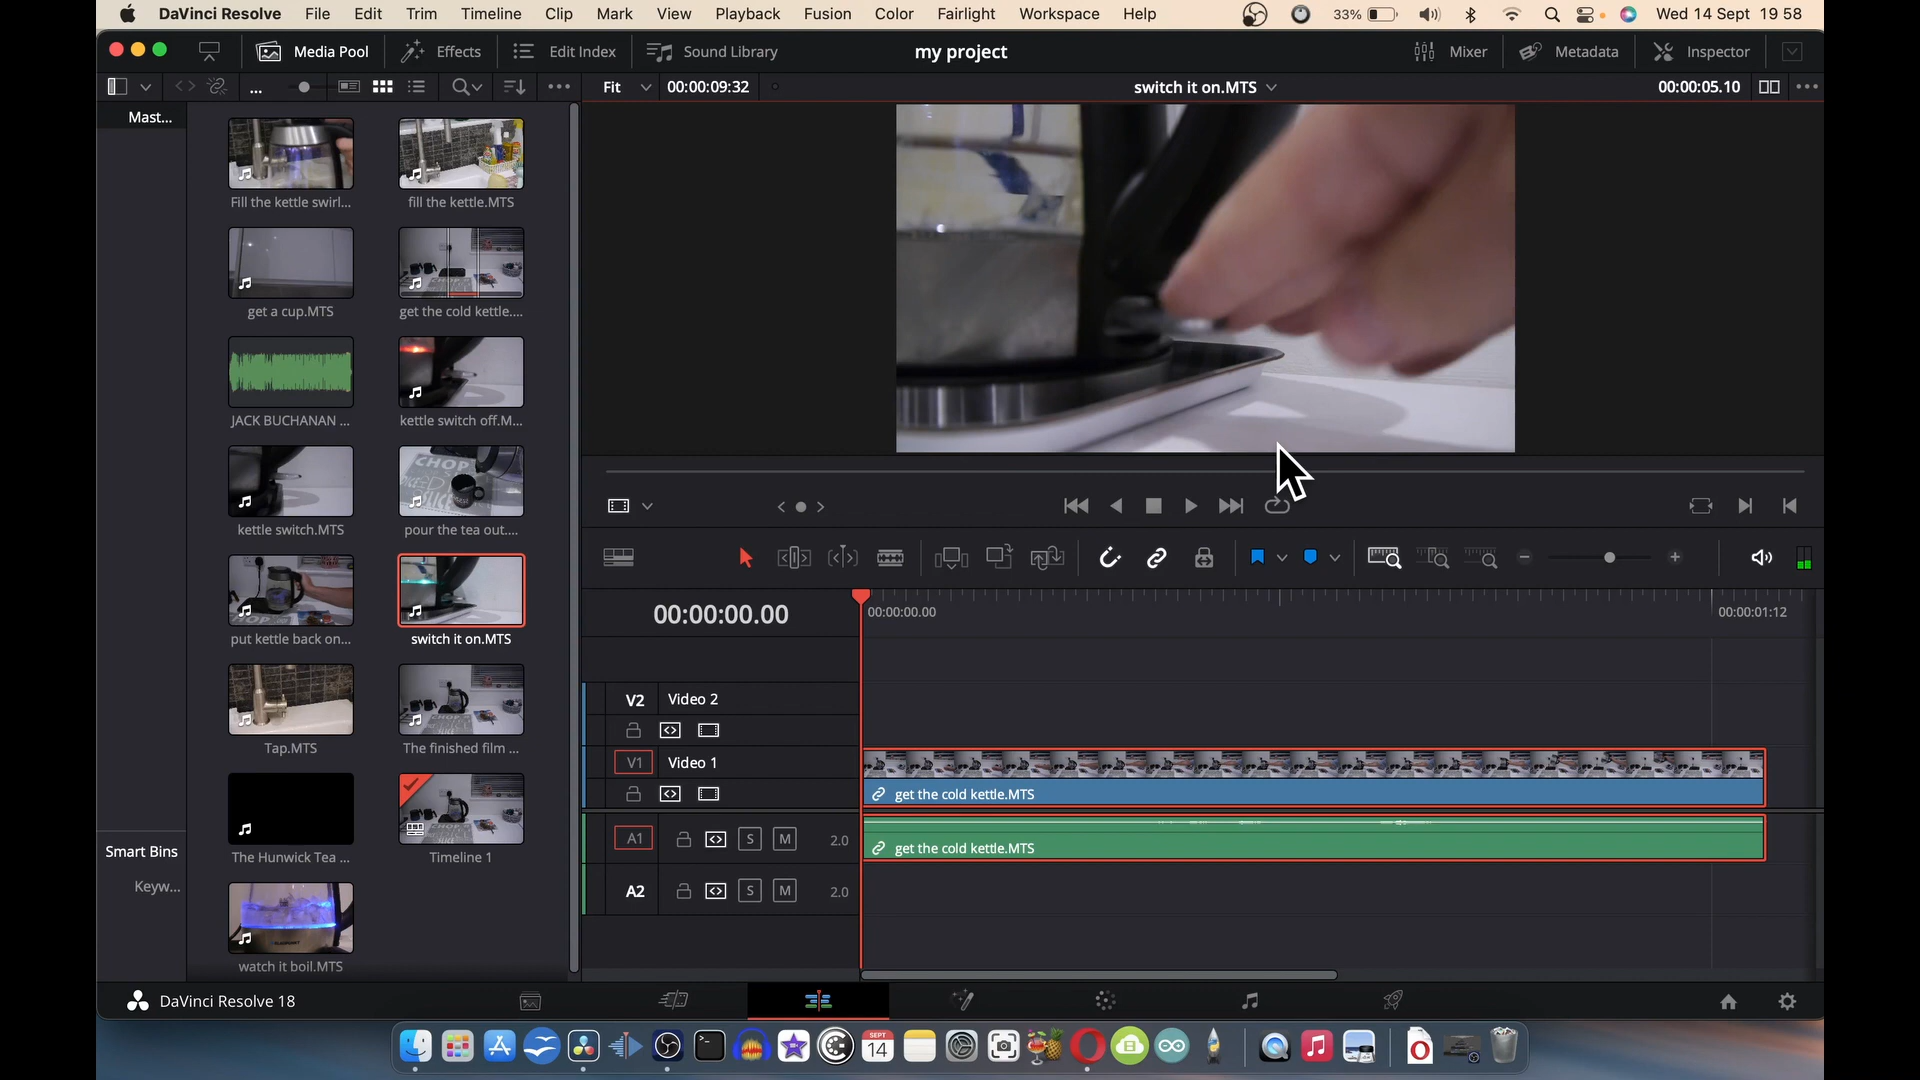 DaVinci Resolve File Edit Trim Timeline Clip Mark View Playback Fusion Color Fairlight Workspace Help 33% Wed 14 Sept 19 58
Media Pool Effects Edit Index Sound Library my project Mixer Metadata Inspector
... Fit 00:00:09:32 switch it on.MTS 00:00:05.10
Mast...
Fill the kettle swirl... fill the kettle.MTS
get a cup.MTS get the cold kettle....
JACK BUCHANAN ... kettle switch off.M...
CHOP
kettle switch.MTS pour the tea out....
put kettle back on... switch it on.MTS
Tap.MTS The finished film ...
The Hunwick Tea ... Timeline 1
watch it boil.MTS
Smart Bins
Keyw...
00:00:00.00 00:00:00.00 00:00:01:12
V2 Video 2
V1 Video 1
get the cold kettle.MTS
A1 S M 2.0
get the cold kettle.MTS
A2 S M 2.0
DaVinci Resolve 18
SEPT
14